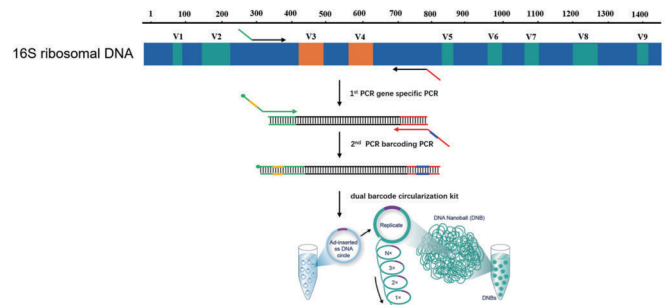 1 100 200 300 400 500 600 700 800 900 1000 1100 1200 1300 1400
V1 V2 V3 V4 V5 V6 V7 V8 V9
16S ribosomal DNA
1st PCR gene specific PCR
2nd PCR barcoding PCR
dual barcode circularization kit
Ad-inserted
ss DNA
circle
Replicate
N×
3×
2×
1×
DNA Nanoball (DNB)
DNBs